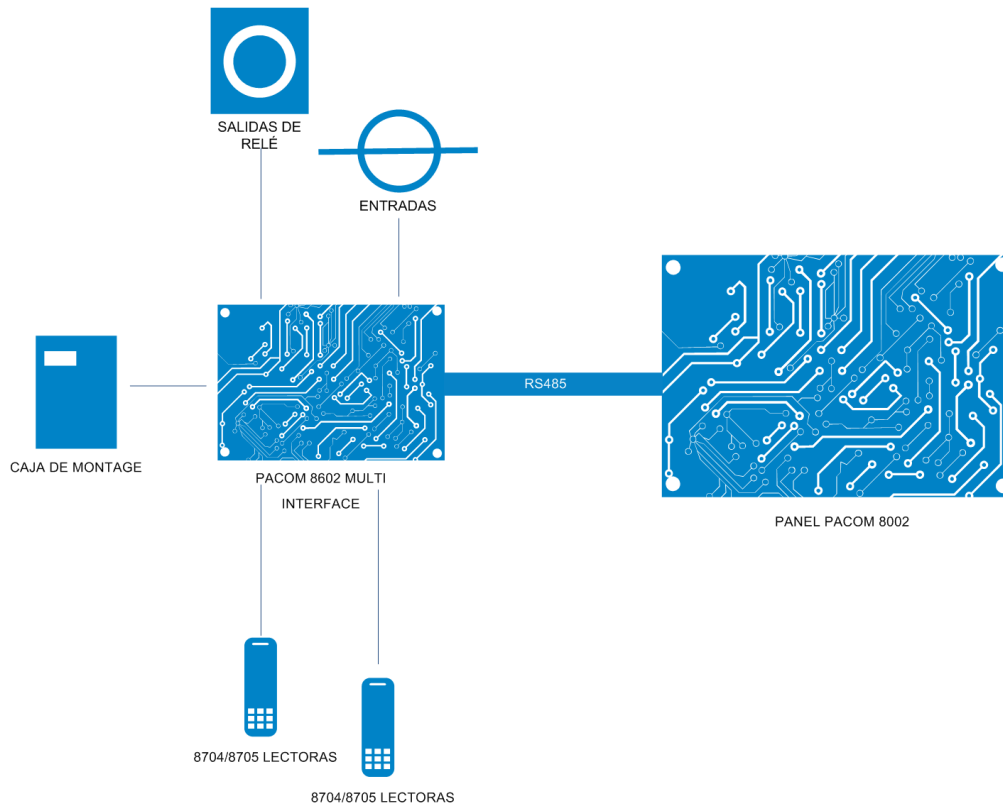 SALIDAS DE
RELÉ
ENTRADAS
RS485
CAJA DE MONTAGE
PACOM 8602 MULTI
INTERFACE
PANEL PACOM 8002
8704/8705 LECTORAS
8704/8705 LECTORAS